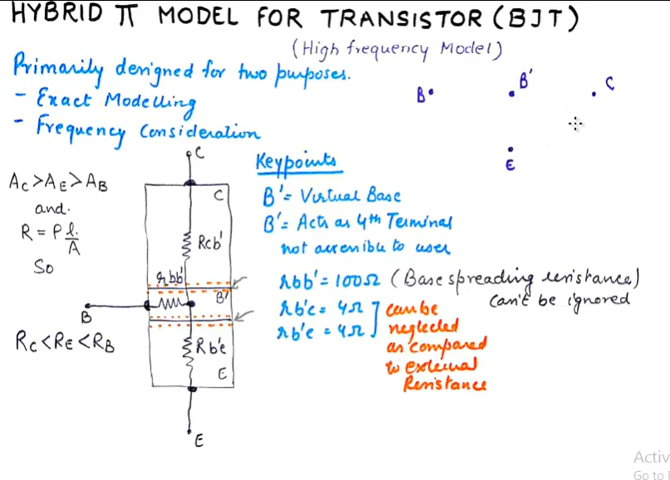 HYBRID π MODEL FOR TRANSISTOR (BJT)
(High frequency Model)
Primarily designed for two purposes.
- Exact Modelling
- Frequency Consideration
B
B'
C
E
AC > AE > AB
and.
R = ρ l/A
So
RC < RE < RB
C
C
Rcb'
rbb'
B'
B
Rb'e
E
E
Keypoints
B' = Virtual Base
B' = Acts as 4th Terminal
not accessible to user
rbb' = 100Ω (Base spreading resistance)
can't be ignored
rb'c = 4Ω
rb'e = 4Ω
can be
neglected
as compared
to external
Resistance
Activ
Go to